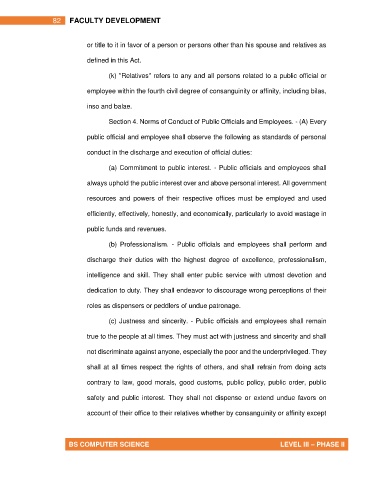 82 FACULTY DEVELOPMENT
or title to it in favor of a person or persons other than his spouse and relatives as
defined in this Act.
(k) "Relatives" refers to any and all persons related to a public official or
employee within the fourth civil degree of consanguinity or affinity, including bilas,
inso and balae.
Section 4. Norms of Conduct of Public Officials and Employees. - (A) Every
public official and employee shall observe the following as standards of personal
conduct in the discharge and execution of official duties:
(a) Commitment to public interest. - Public officials and employees shall
always uphold the public interest over and above personal interest. All government
resources and powers of their respective offices must be employed and used
efficiently, effectively, honestly, and economically, particularly to avoid wastage in
public funds and revenues.
(b) Professionalism. - Public officials and employees shall perform and
discharge their duties with the highest degree of excellence, professionalism,
intelligence and skill. They shall enter public service with utmost devotion and
dedication to duty. They shall endeavor to discourage wrong perceptions of their
roles as dispensers or peddlers of undue patronage.
(c) Justness and sincerity. - Public officials and employees shall remain
true to the people at all times. They must act with justness and sincerity and shall
not discriminate against anyone, especially the poor and the underprivileged. They
shall at all times respect the rights of others, and shall refrain from doing acts
contrary to law, good morals, good customs, public policy, public order, public
safety and public interest. They shall not dispense or extend undue favors on
account of their office to their relatives whether by consanguinity or affinity except
BS COMPUTER SCIENCE LEVEL III – PHASE II